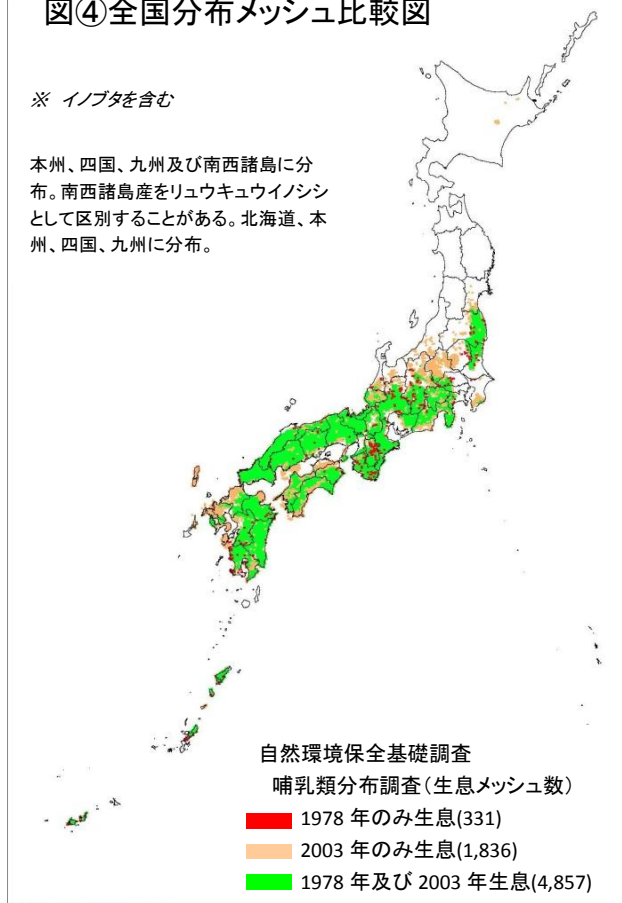 図④全国分布メッシュ比較図
※ イノブタを含む
本州、四国、九州及び南西諸島に分
布。南西諸島産をリュウキュウイノシシ
として区別することがある。北海道、本
州、四国、九州に分布。
自然環境保全基礎調査
哺乳類分布調査(生息メッシュ数)
1978 年のみ生息(331)
2003 年のみ生息(1,836)
1978 年及び 2003 年生息(4,857)